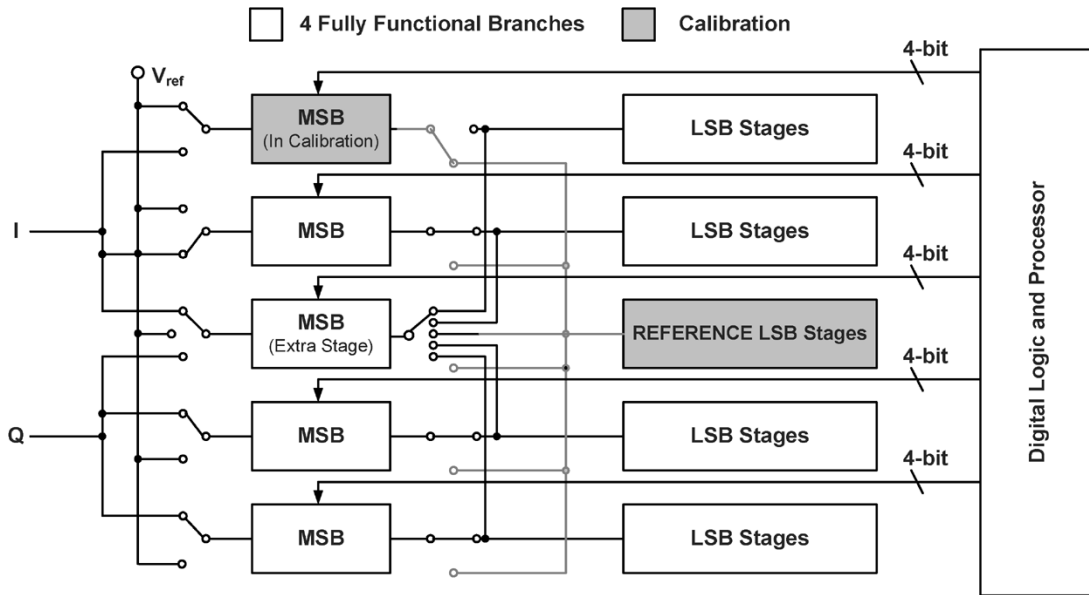 4 Fully Functional Branches
Calibration
V_ref
4-bit
MSB
(In Calibration)
LSB Stages
4-bit
I
MSB
LSB Stages
4-bit
MSB
(Extra Stage)
REFERENCE LSB Stages
4-bit
Q
MSB
LSB Stages
4-bit
MSB
LSB Stages
Digital Logic and Processor